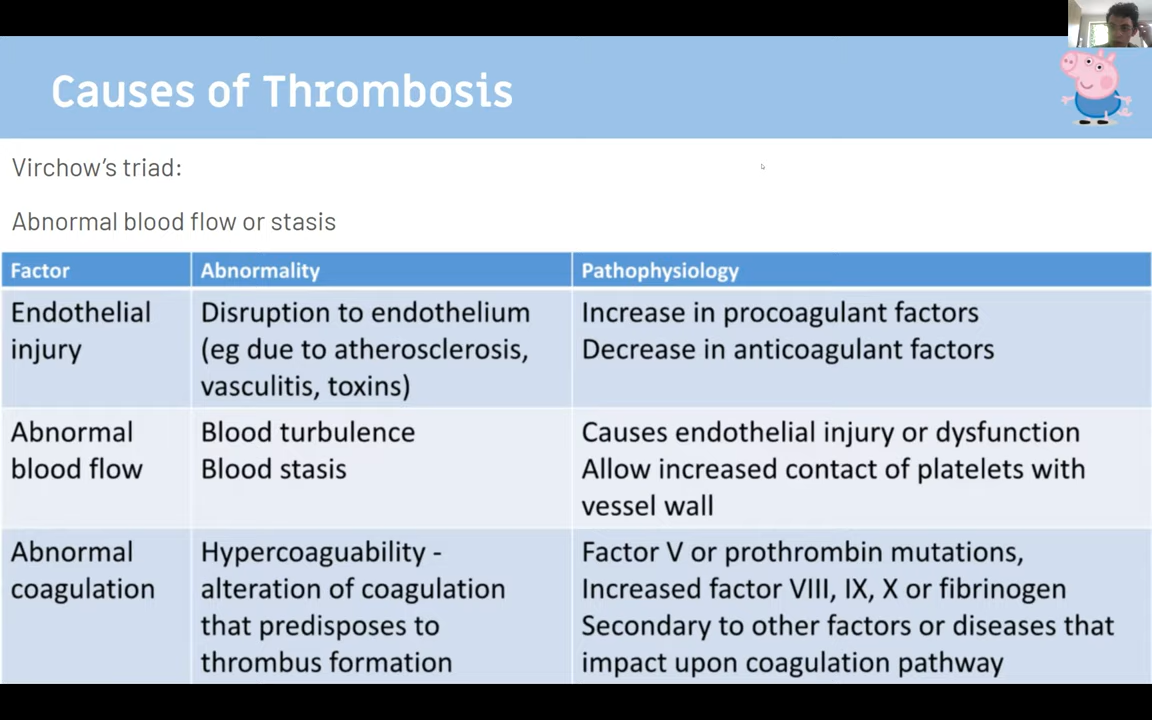 Causes of Thrombosis
Virchow’s triad:
Abnormal blood flow or stasis
Factor
Abnormality
Pathophysiology
Endothelial
injury
Disruption to endothelium
(eg due to atherosclerosis,
vasculitis, toxins)
Increase in procoagulant factors
Decrease in anticoagulant factors
Abnormal
blood flow
Blood turbulence
Blood stasis
Causes endothelial injury or dysfunction
Allow increased contact of platelets with
vessel wall
Abnormal
coagulation
Hypercoaguability -
alteration of coagulation
that predisposes to
thrombus formation
Factor V or prothrombin mutations,
Increased factor VIII, IX, X or fibrinogen
Secondary to other factors or diseases that
impact upon coagulation pathway